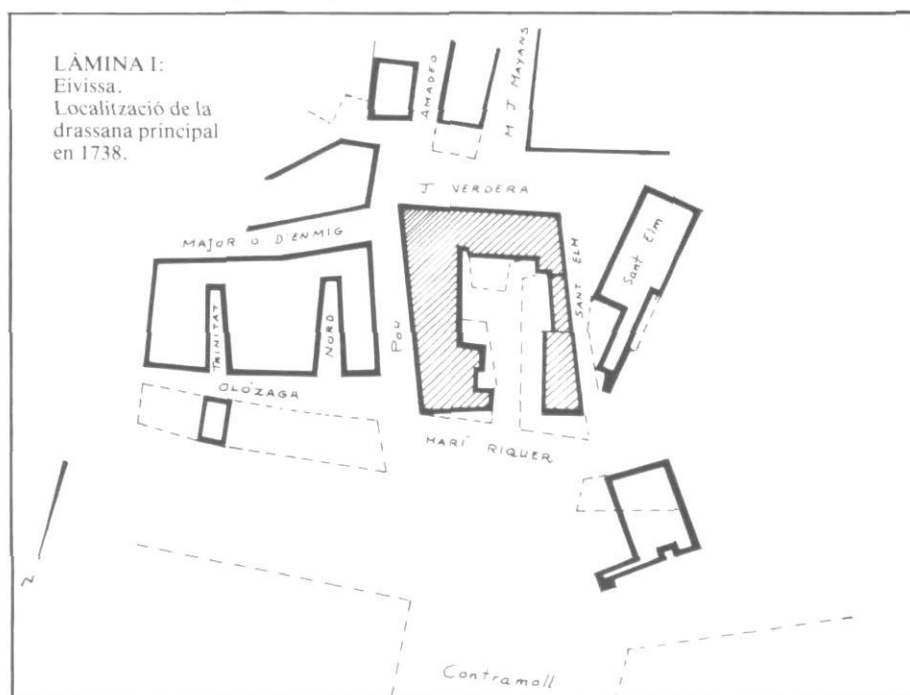 LÀMINA I:
Eivissa.
Localització de la
drassana principal
en 1738.
AMADEO
M J MAYANS
J VERDERA
MAJOR O D'ENMIG
SANT ELM
Sant Elm
TRINITAT
NORD
POU
OLÓZAGA
MARÍ RIQUER
N
Contramoll